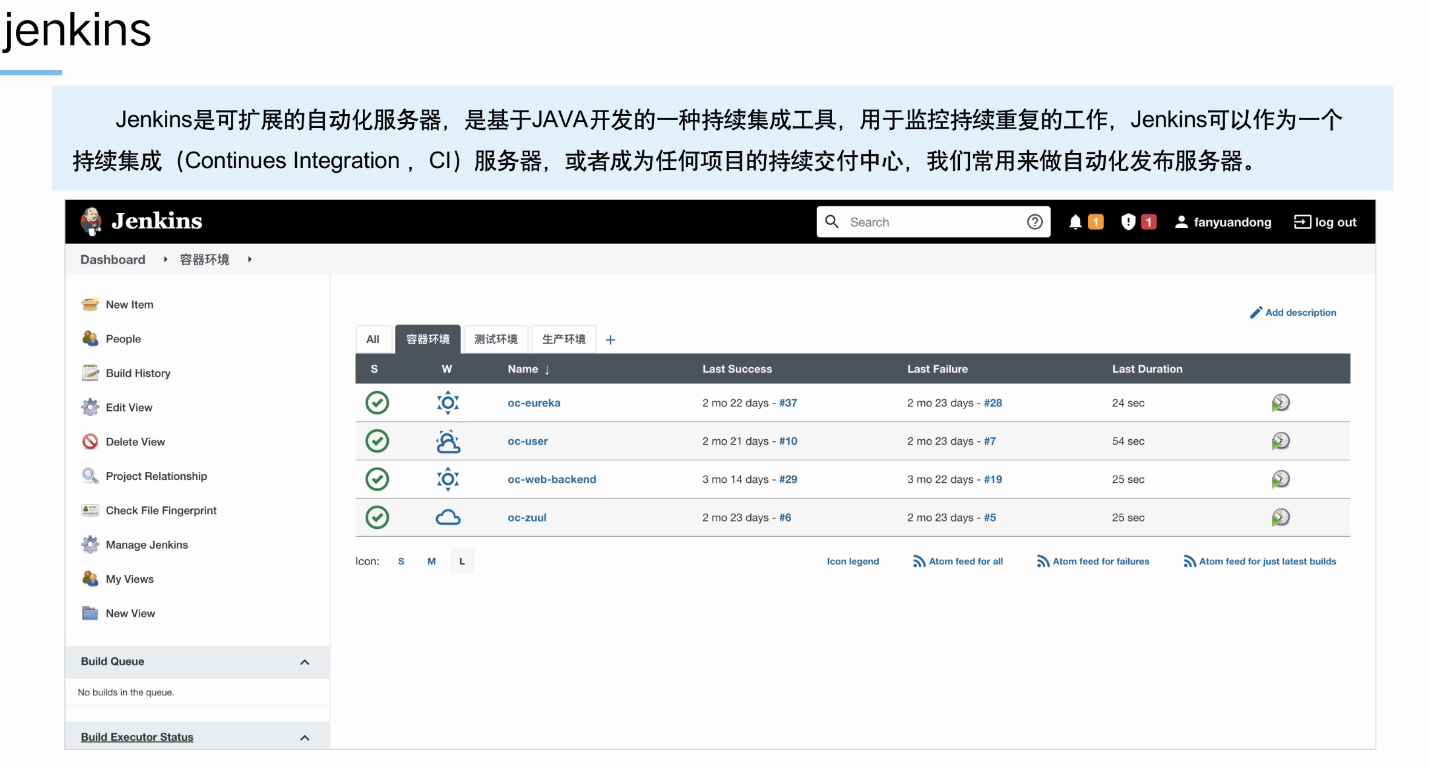 jenkins
Jenkins是可扩展的自动化服务器，是基于JAVA开发的一种持续集成工具，用于监控持续重复的工作，Jenkins可以作为一个
持续集成（Continues Integration ，CI）服务器，或者成为任何项目的持续交付中心，我们常用来做自动化发布服务器。
Jenkins Search 1 1 fanyuandong log out
Dashboard 容器环境
New Item
People
Build History
Edit View
Delete View
Project Relationship
Check File Fingerprint
Manage Jenkins
My Views
New View
Build Queue
No builds in the queue.
Build Executor Status
Add description
All 容器环境 测试环境 生产环境 +
S W Name ↓ Last Success Last Failure Last Duration
oc-eureka 2 mo 22 days - #37 2 mo 23 days - #28 24 sec
oc-user 2 mo 21 days - #10 2 mo 23 days - #7 54 sec
oc-web-backend 3 mo 14 days - #29 3 mo 22 days - #19 25 sec
oc-zuul 2 mo 23 days - #6 2 mo 23 days - #5 25 sec
Icon: S M L Icon legend Atom feed for all Atom feed for failures Atom feed for just latest builds